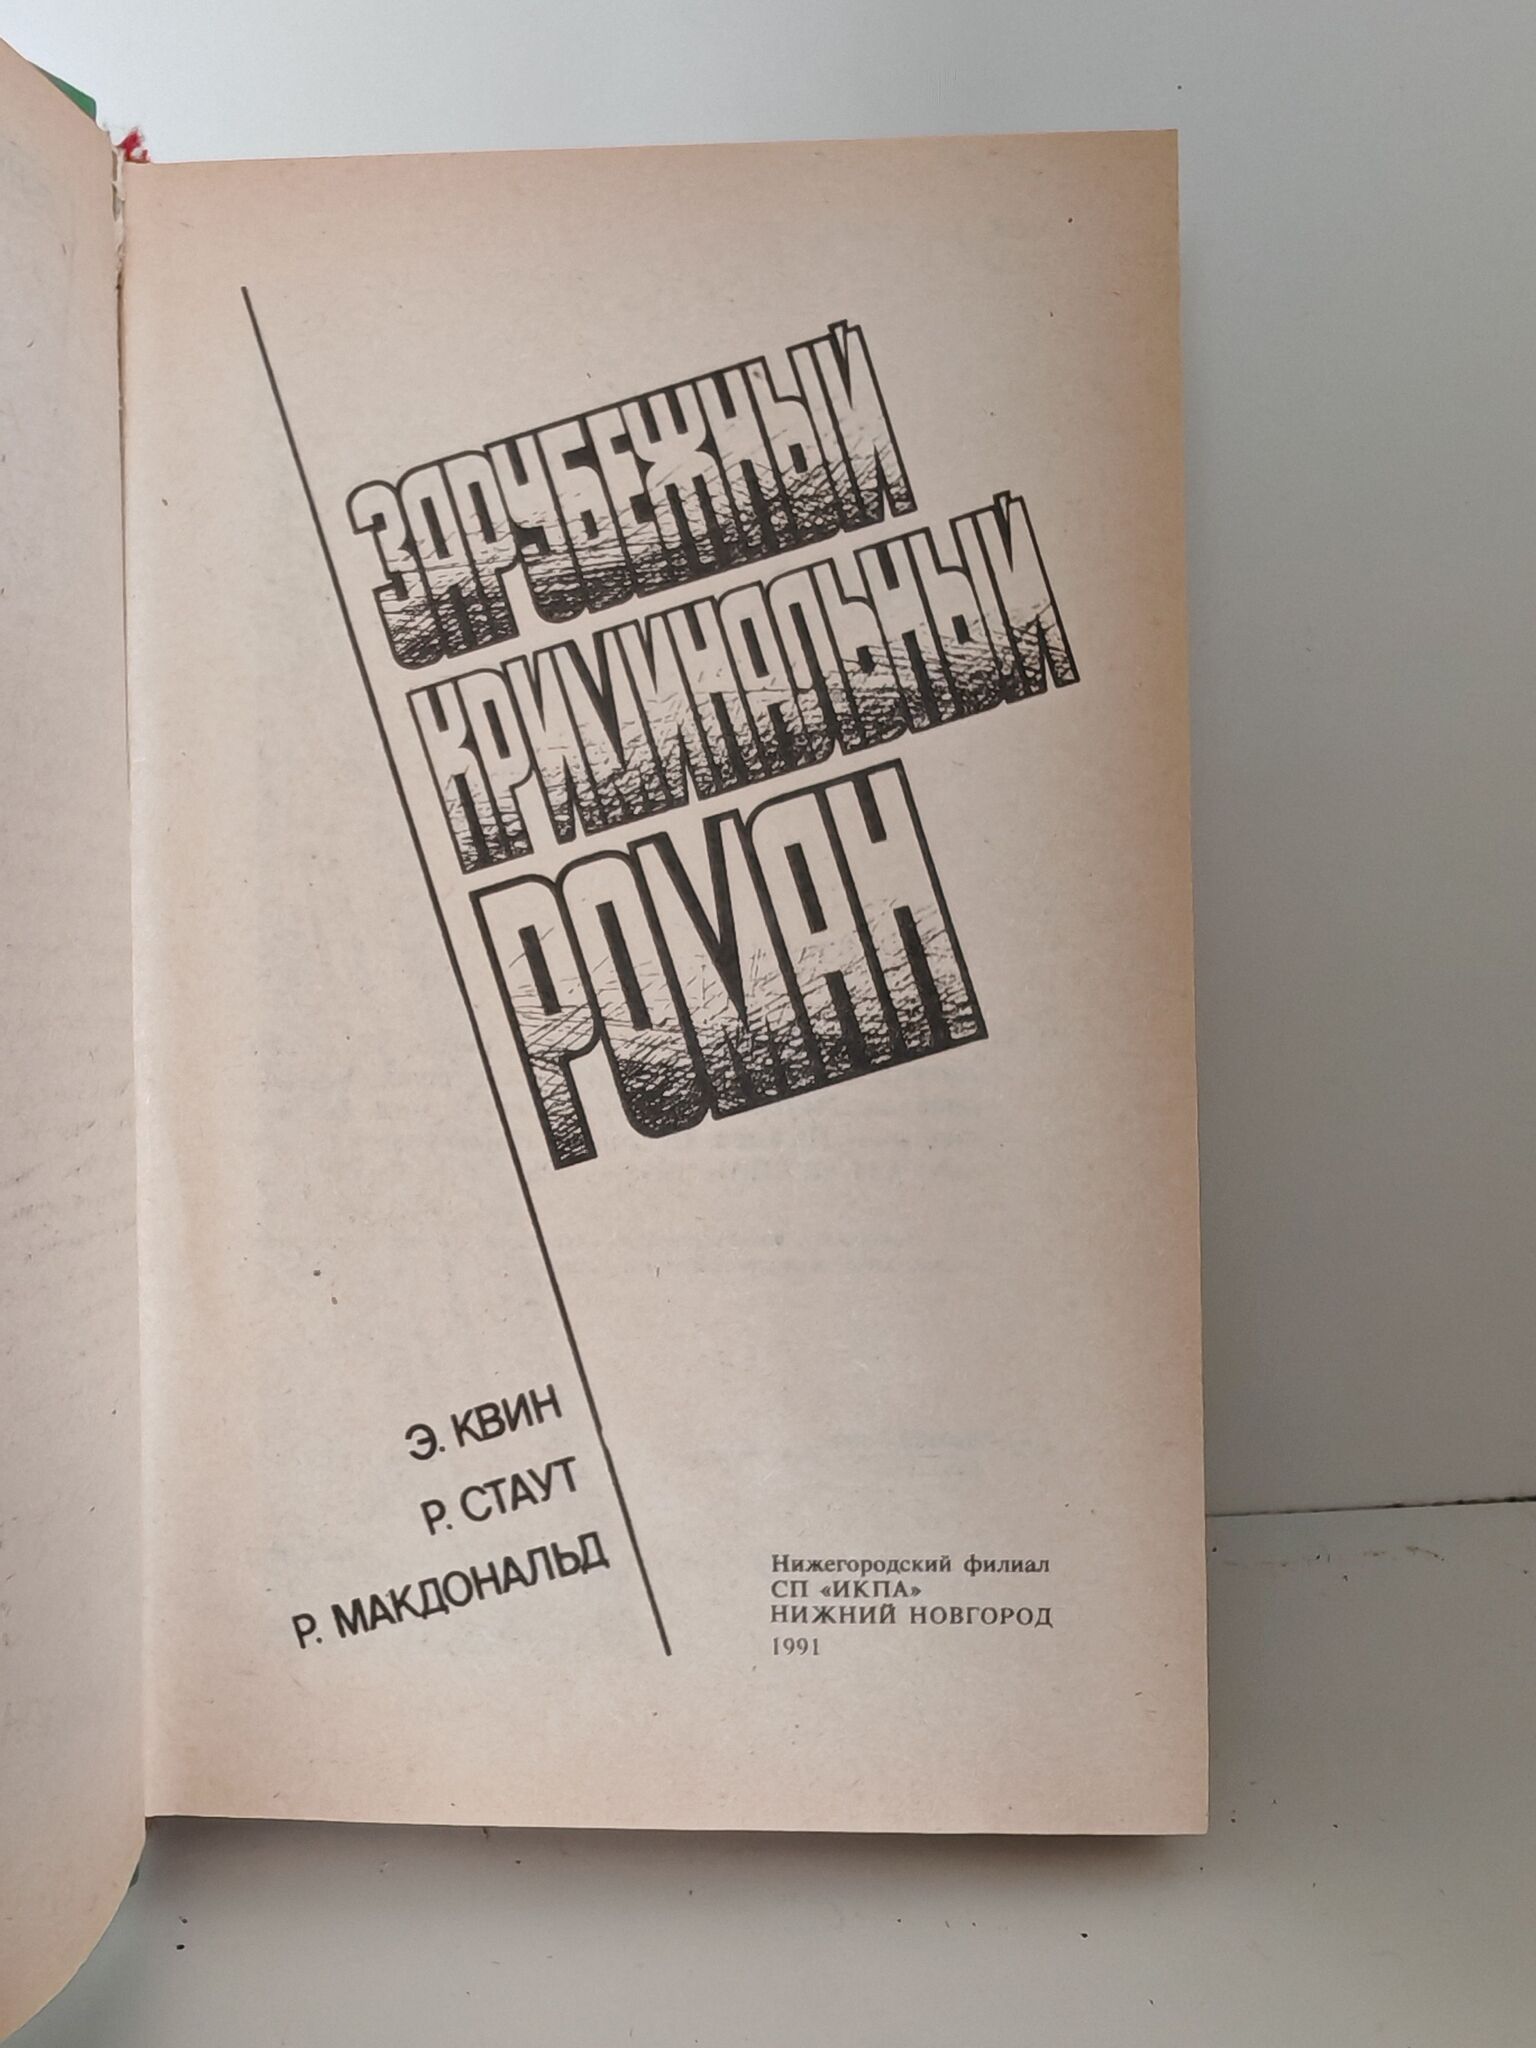 ЗАРУБЕЖНЫЙ
КРИМИНАЛЬНЫЙ
РОМАН
Э. КВИН
Р. СТАУТ
Р. МАКДОНАЛЬД
Нижегородский филиал
СП «ИКПА»
НИЖНИЙ НОВГОРОД
1991